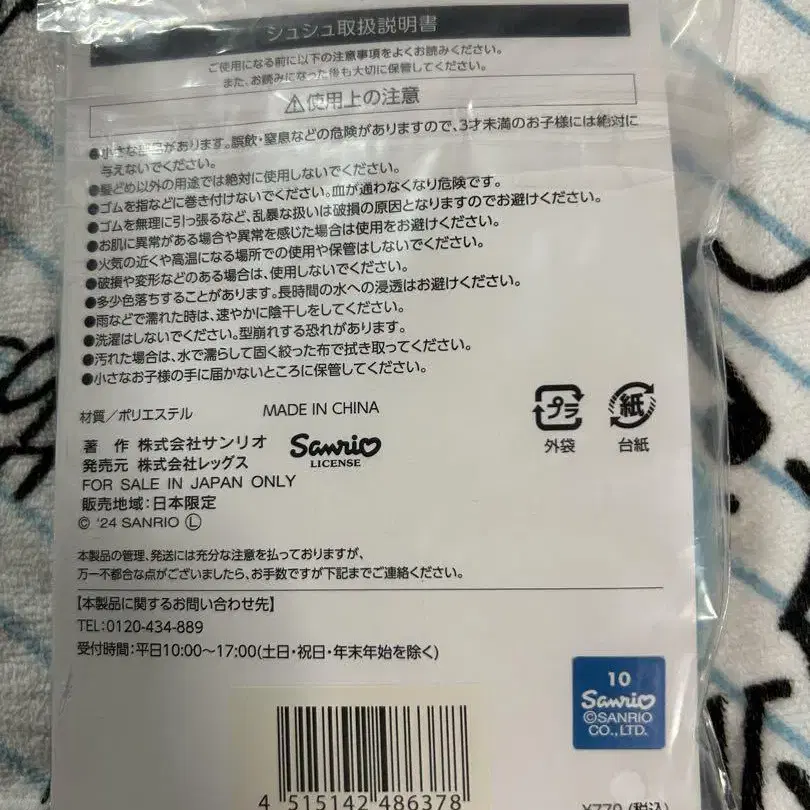 シュシュ取扱説明書
ご使用になる前に以下の注意事項をよくお読みください。
また、お読みになった後も大切に保管してください。
⚠使用上の注意
●小さな部品があります。誤飲・窒息などの危険がありますので、3才未満のお子様には絶対に
与えないでください。
●髪どめ以外の用途では絶対に使用しないでください。
●ゴムを指などに巻き付けないでください。血が通わなくなり危険です。
●ゴムを無理に引っ張るなど、乱暴な扱いは破損の原因となりますのでお避けください。
●お肌に異常がある場合や異常を感じた場合は使用をお避けください。
●火気の近くや高温になる場所での使用や保管はしないでください。
●破損や変形などのある場合は、使用しないでください。
●多少色落ちすることがあります。長時間の水への浸透はお避けください。
●雨などで濡れた時は、速やかに陰干しをしてください。
●洗濯はしないでください。型崩れする恐れがあります。
●汚れた場合は、水で濡らして固く絞った布で拭き取ってください。
●小さなお子様の手に届かないところに保管してください。
材質／ポリエステル MADE IN CHINA
プラ 紙
外袋 台紙
著 作 株式会社サンリオ Sanrio
発売元 株式会社レッグス LICENSE
FOR SALE IN JAPAN ONLY
販売地域:日本限定
© '24 SANRIO Ⓛ
本製品の管理、発送には充分な注意を払っておりますが、
万一不都合な点がございましたら、お手数ですが下記までご連絡ください。
【本製品に関するお問い合わせ先】
TEL:0120-434-889
受付時間:平日10:00〜17:00(土日・祝日・年末年始を除く)
10
Sanrio
©SANRIO
CO., LTD.
4 515142 486378
¥770 (税込)